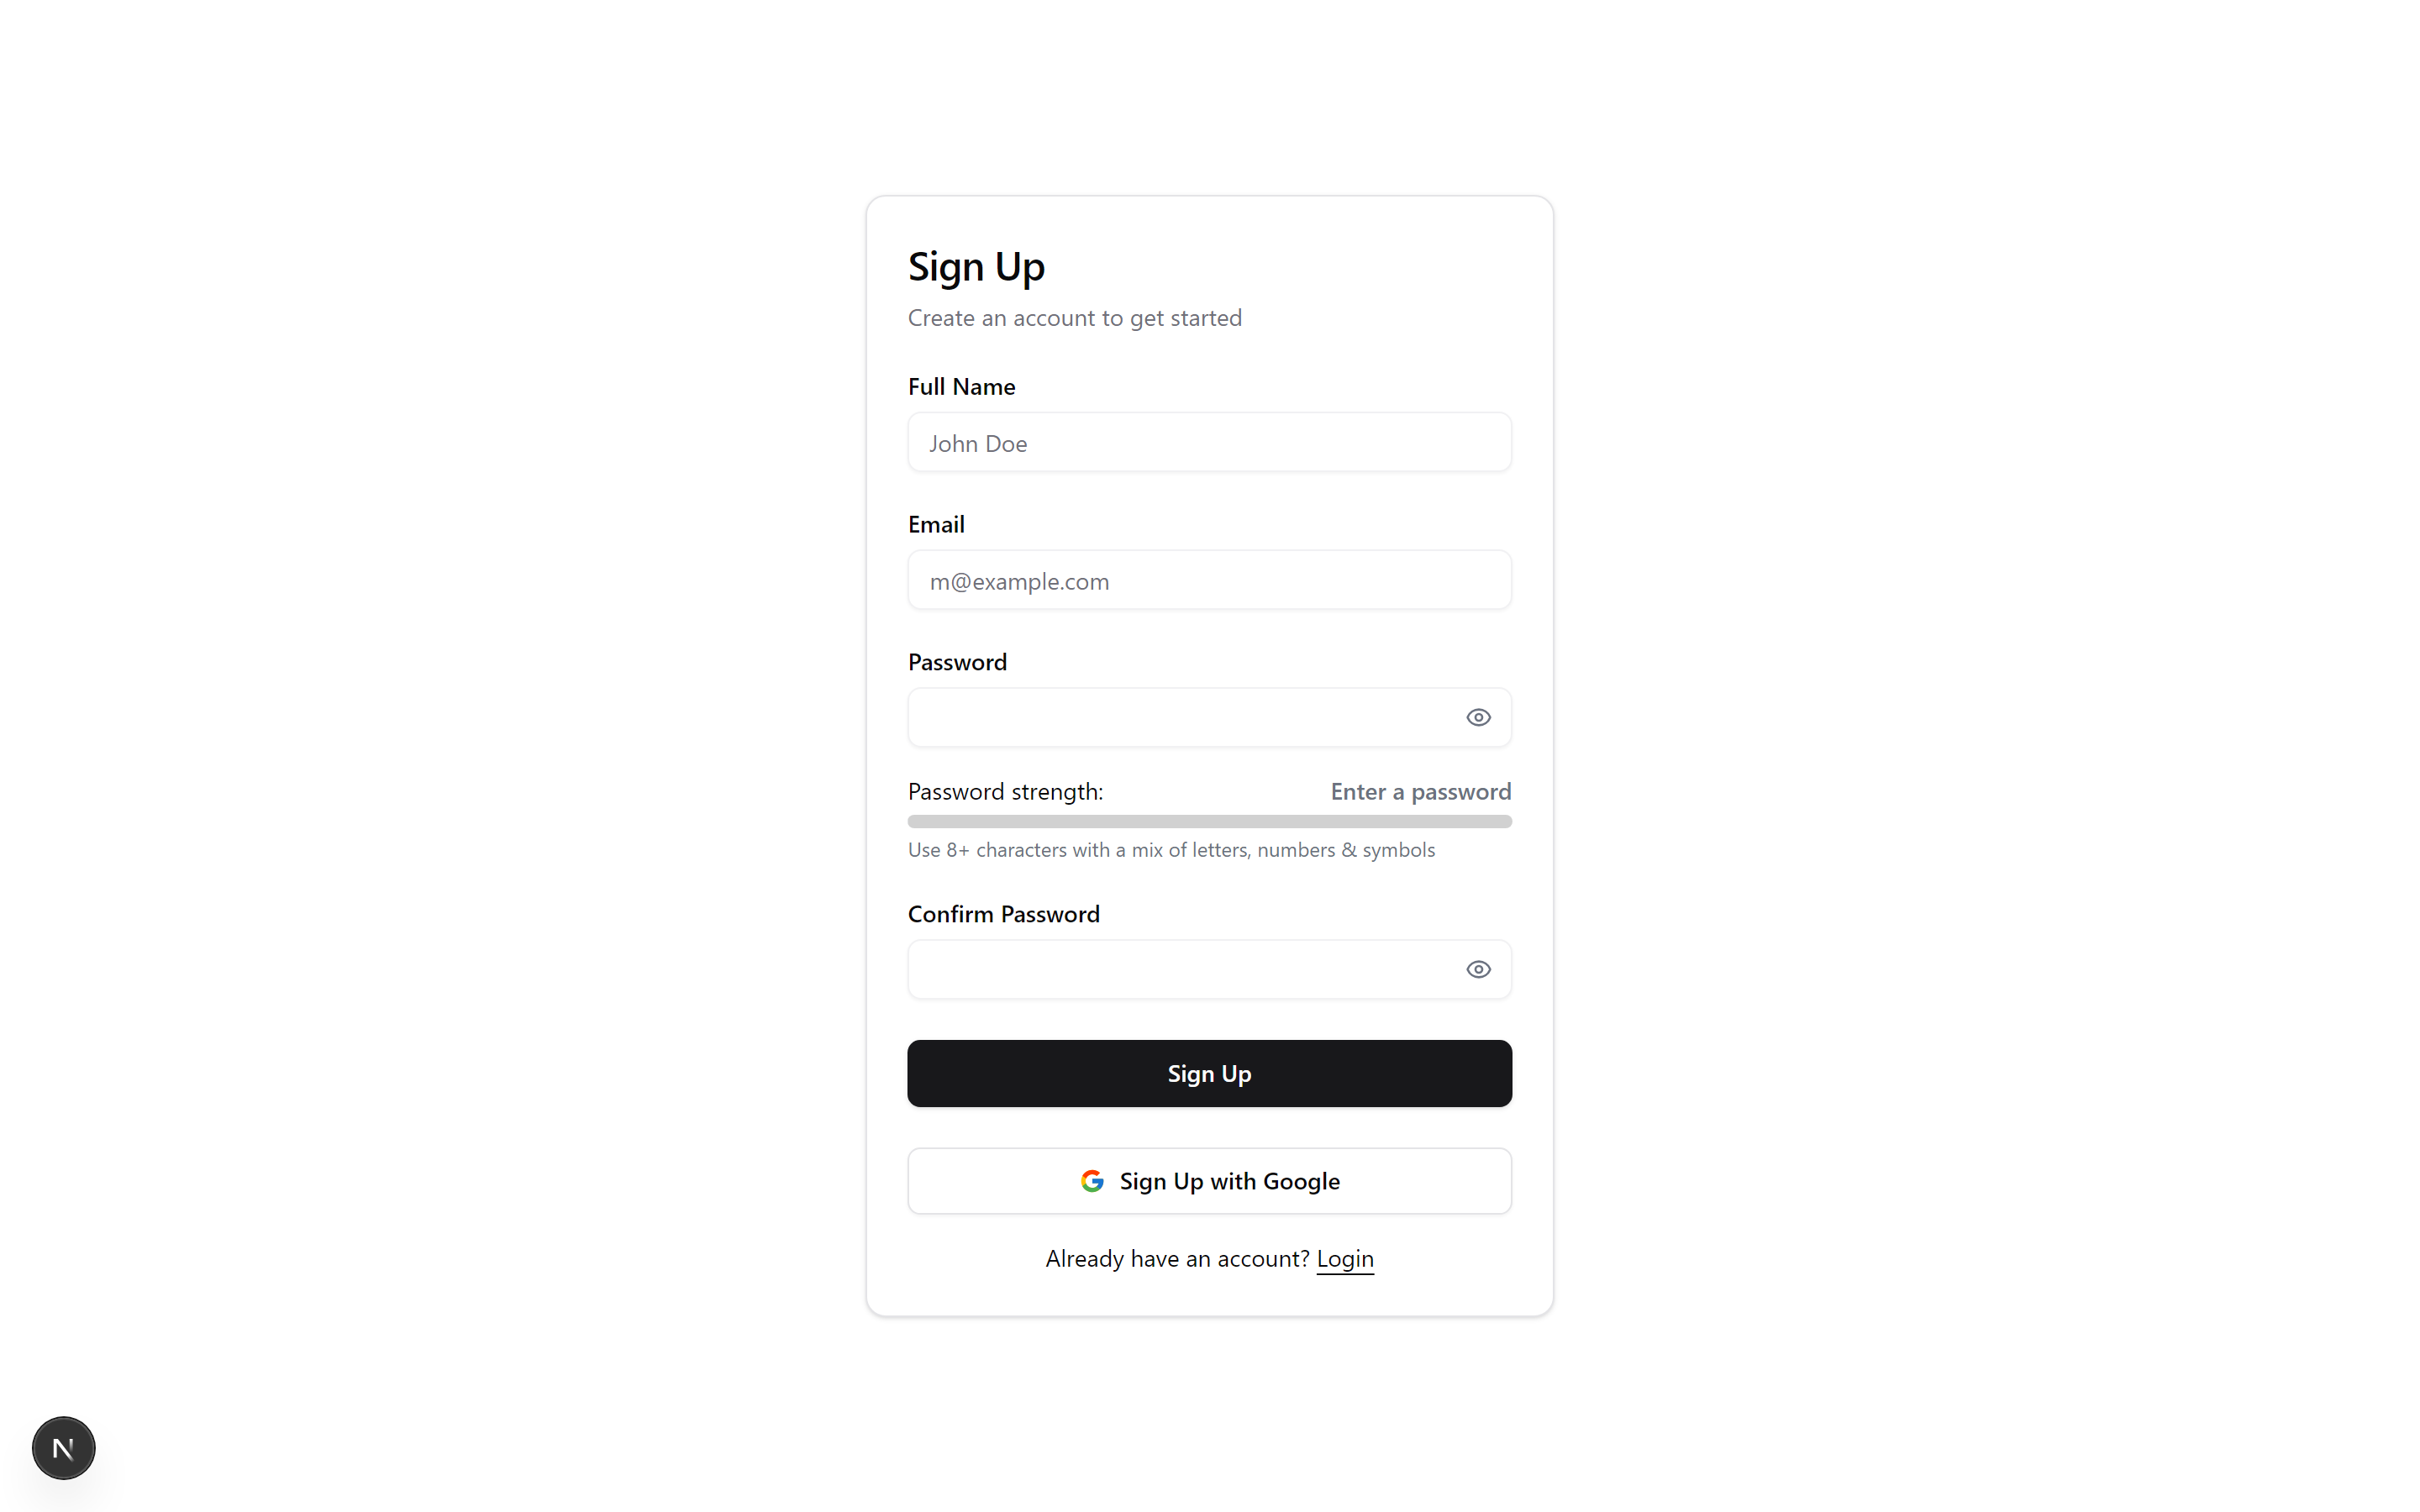 Sign Up
Create an account to get started
Full Name
John Doe
Email
m@example.com
Password
Password strength: Enter a password
Use 8+ characters with a mix of letters, numbers & symbols
Confirm Password
Sign Up
Sign Up with Google
Already have an account? Login
N